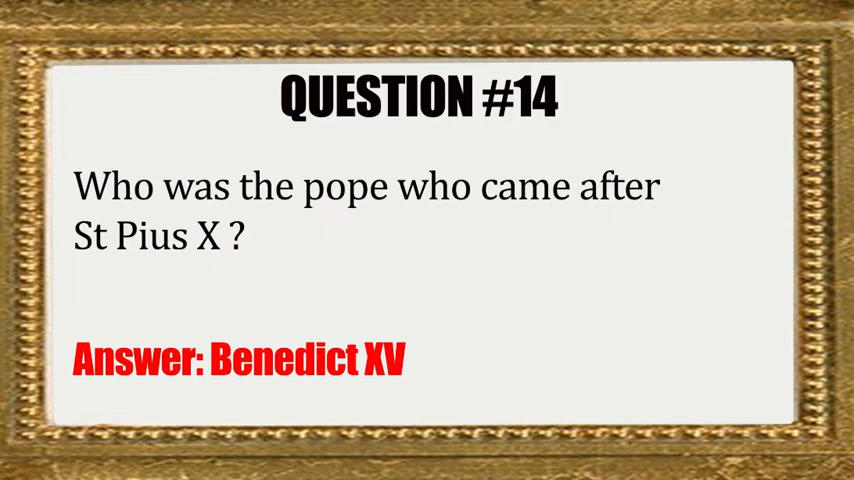 QUESTION #14
Who was the pope who came after
St Pius X ?
Answer: Benedict XV